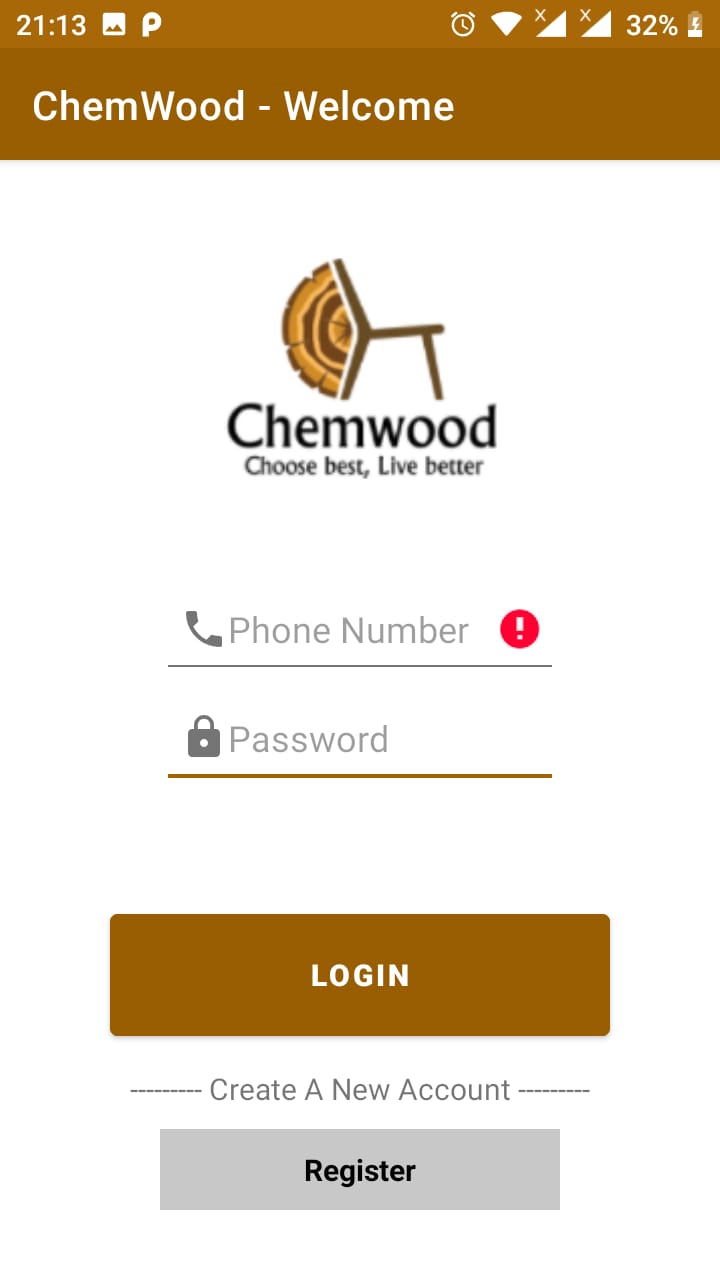 21:13 32%
ChemWood - Welcome
Chemwood
Choose best, Live better
Phone Number
Password
LOGIN
--------- Create A New Account ---------
Register